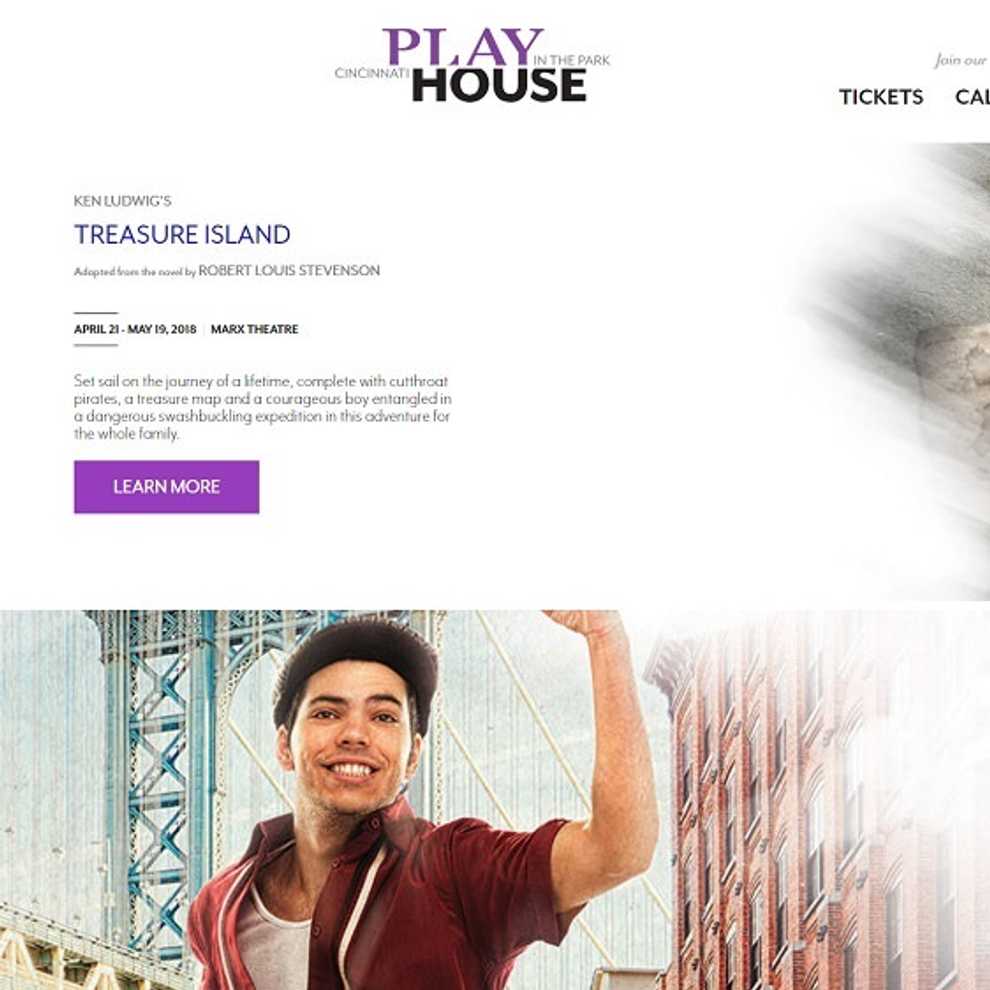 PLAY
IN THE PARK
CINCINNATI HOUSE
Join our
TICKETS
KEN LUDWIG'S
TREASURE ISLAND
Adapted from the novel by ROBERT LOUIS STEVENSON
APRIL 21 - MAY 19, 2018 | MARX THEATRE
Set sail on the journey of a lifetime, complete with cutthroat
pirates, a treasure map and a courageous boy entangled in
a dangerous swashbuckling expedition in this adventure for
the whole family.
LEARN MORE